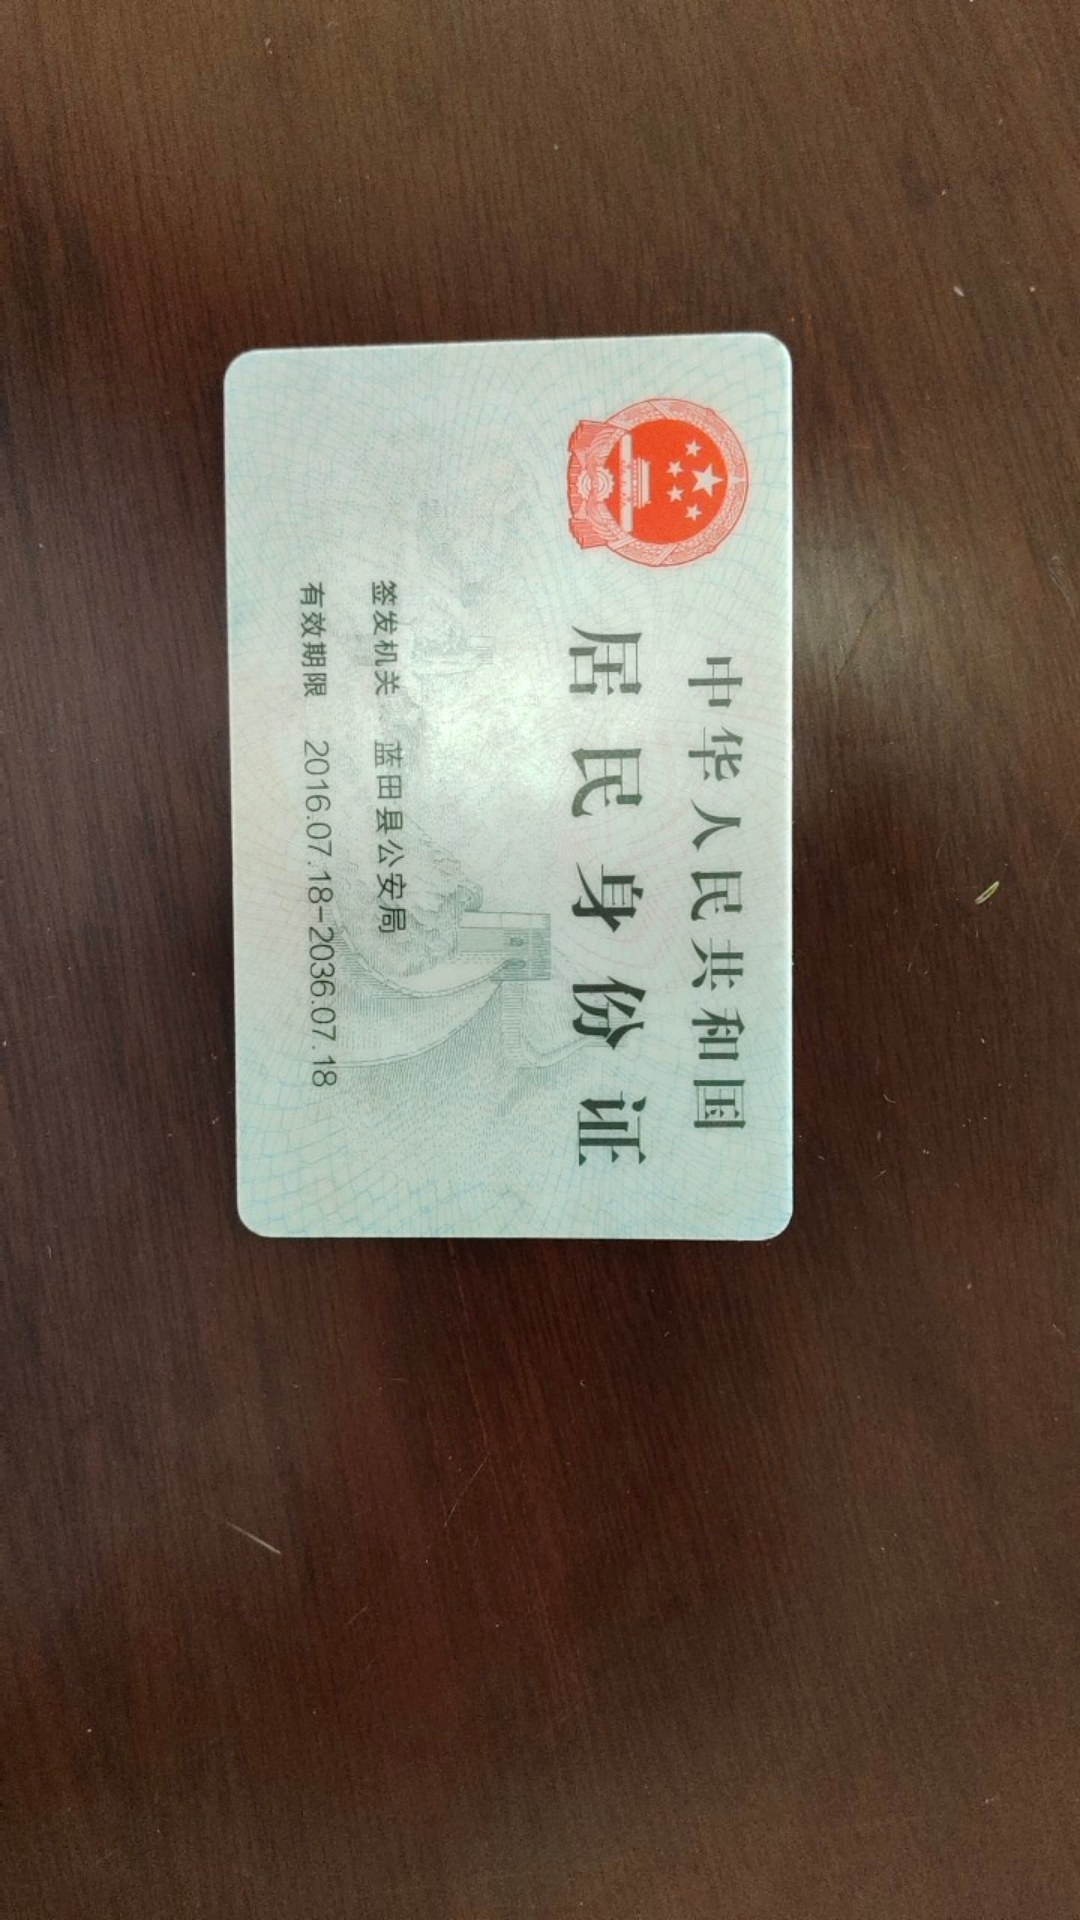 中华人民共和国
居民身份证
签发机关 蓝田县公安局
有效期限 2016.07.18-2036.07.18